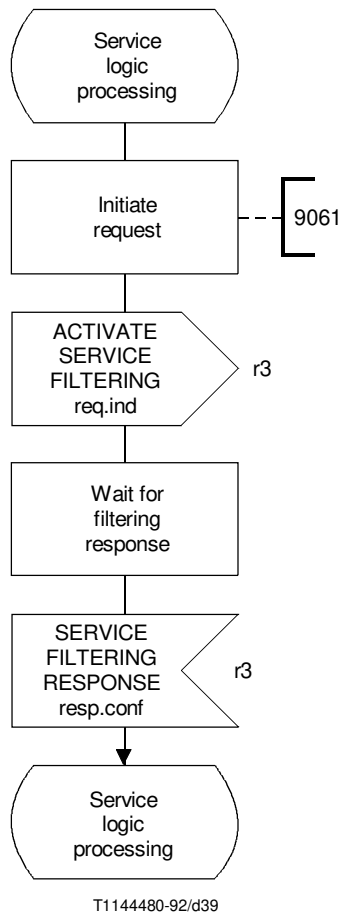 Service
logic
processing
Initiate
request
9061
ACTIVATE
SERVICE
FILTERING
req.ind
r3
Wait for
filtering
response
SERVICE
FILTERING
RESPONSE
resp.conf
r3
Service
logic
processing
T1144480-92/d39